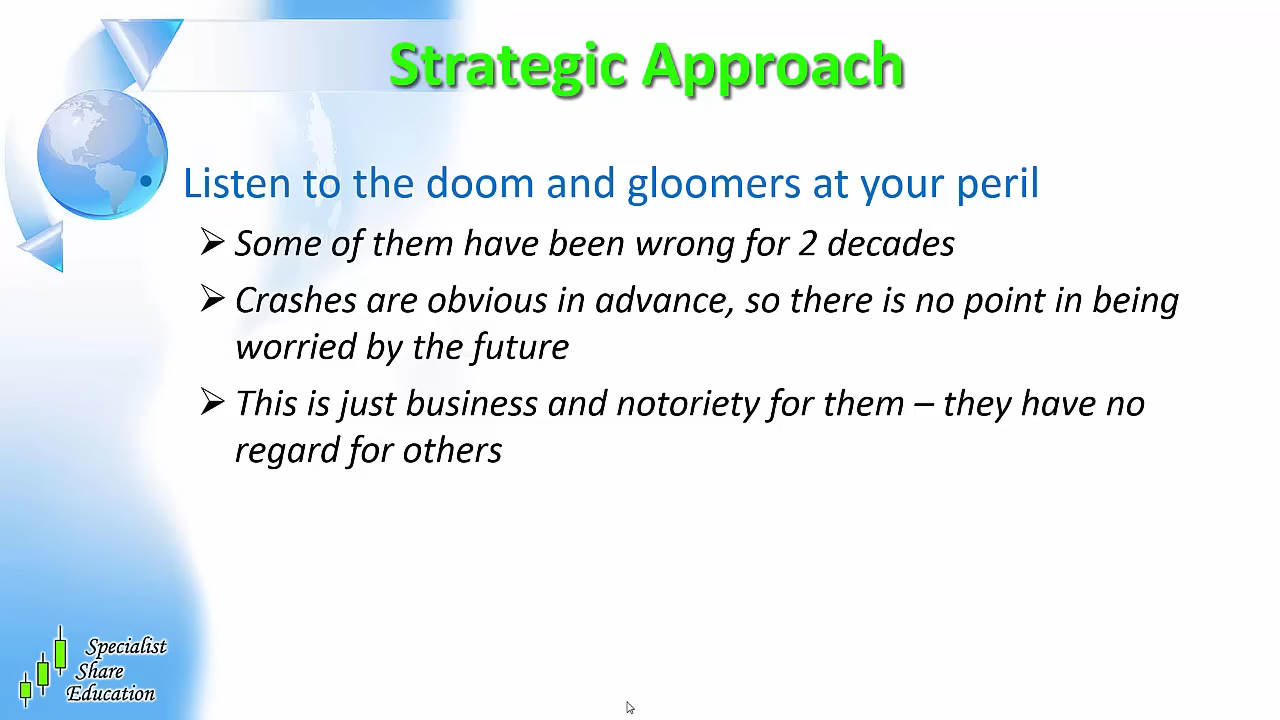 Strategic Approach
• Listen to the doom and gloomers at your peril
➢ Some of them have been wrong for 2 decades
➢ Crashes are obvious in advance, so there is no point in being
worried by the future
➢ This is just business and notoriety for them – they have no
regard for others
Specialist
Share
Education